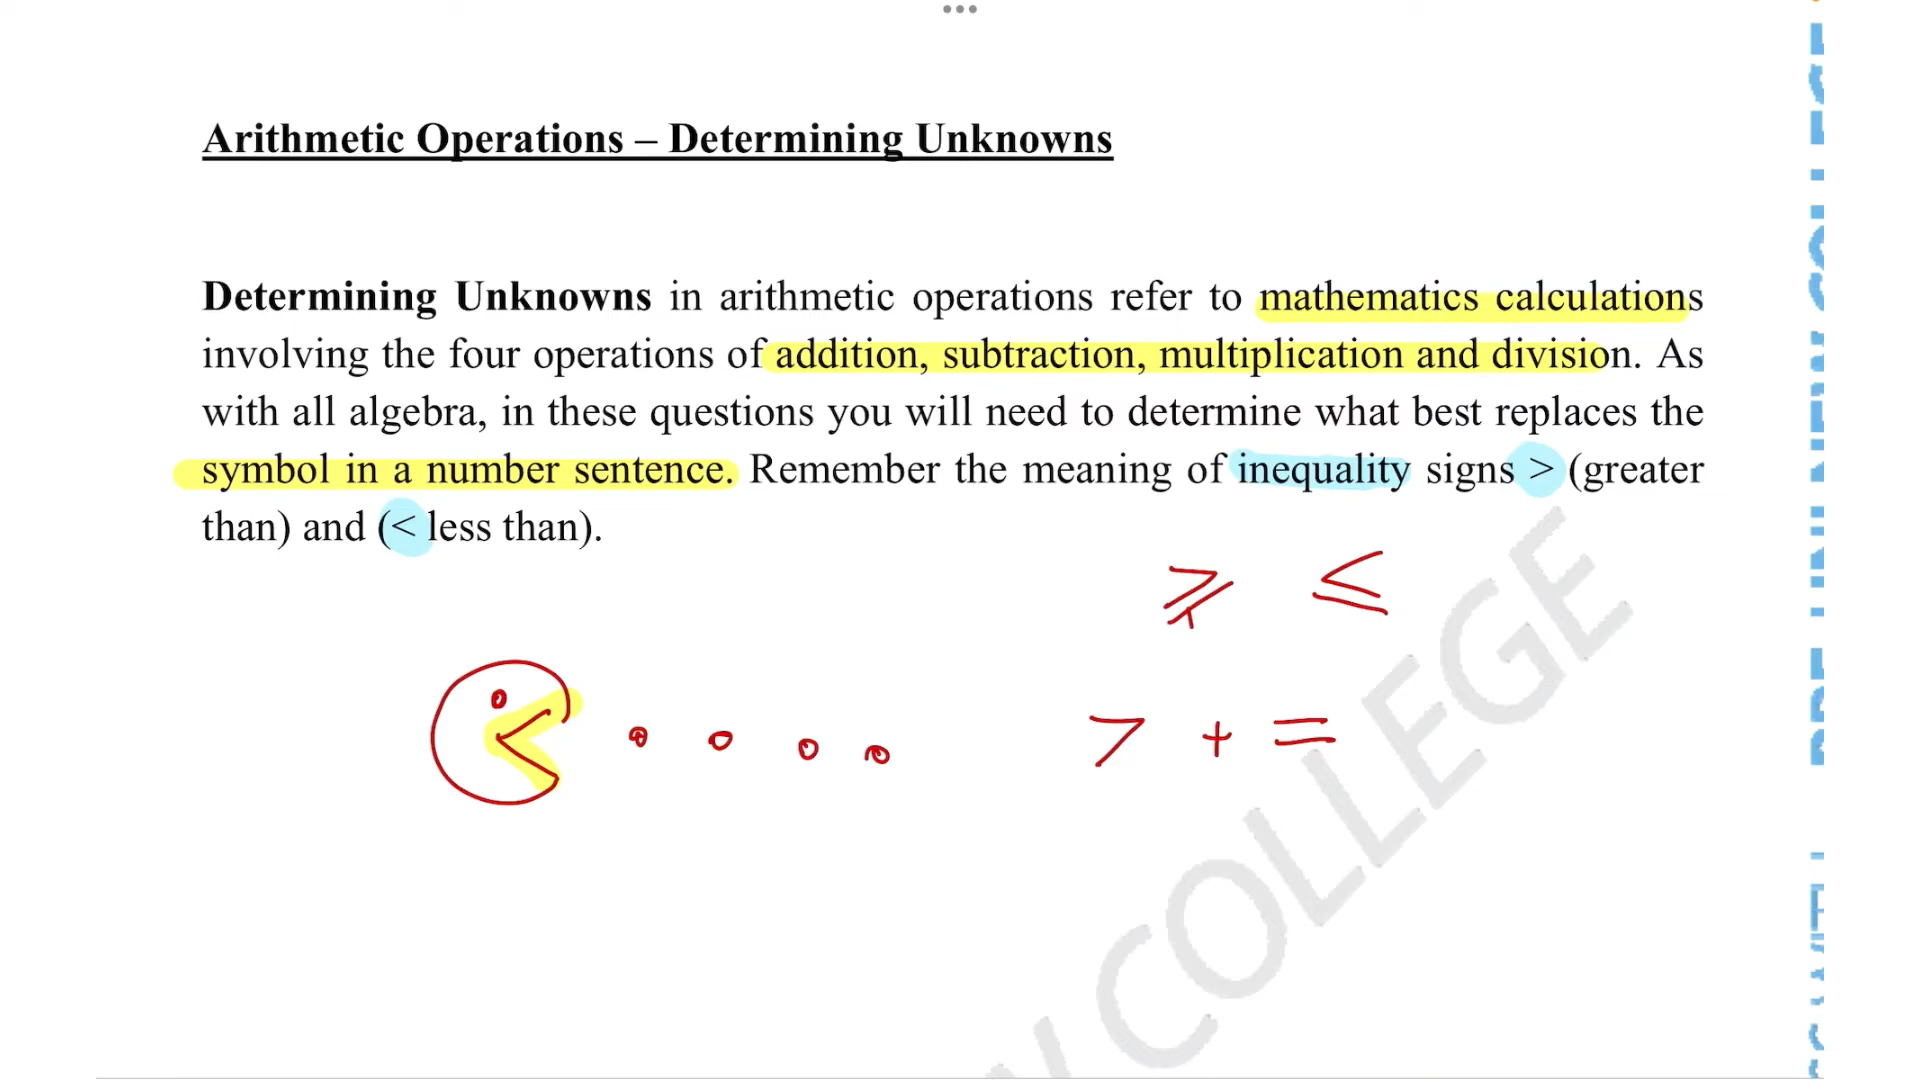 Arithmetic Operations – Determining Unknowns
Determining Unknowns in arithmetic operations refer to mathematics calculations
involving the four operations of addition, subtraction, multiplication and division. As
with all algebra, in these questions you will need to determine what best replaces the
symbol in a number sentence. Remember the meaning of inequality signs > (greater
than) and (< less than).
≥ ≤
> + =
COLLEGE